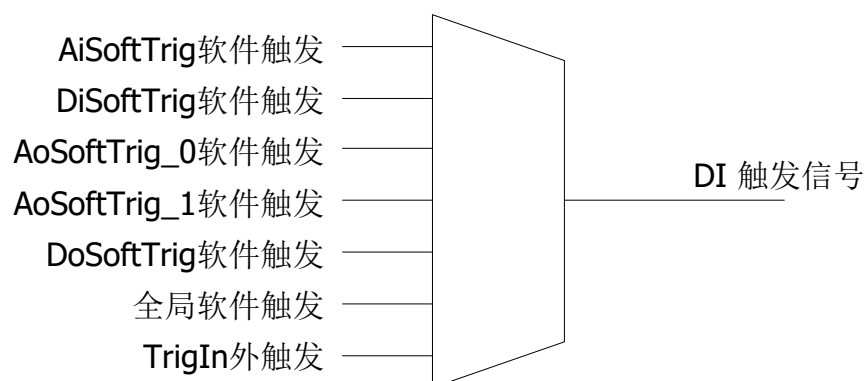 AiSoftTrig软件触发
DiSoftTrig软件触发
AoSoftTrig_0软件触发
AoSoftTrig_1软件触发
DI 触发信号
DoSoftTrig软件触发
全局软件触发
TrigIn外触发